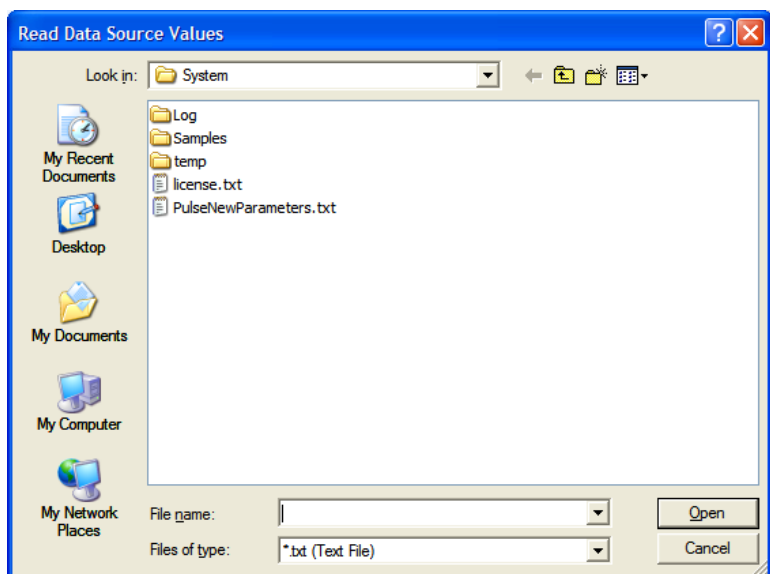 Read Data Source Values
Look in:
System
My Recent
Documents
Desktop
My Documents
My Computer
My Network
Places
Log
Samples
temp
license.txt
PulseNewParameters.txt
File name:
Open
Files of type:
*.txt (Text File)
Cancel